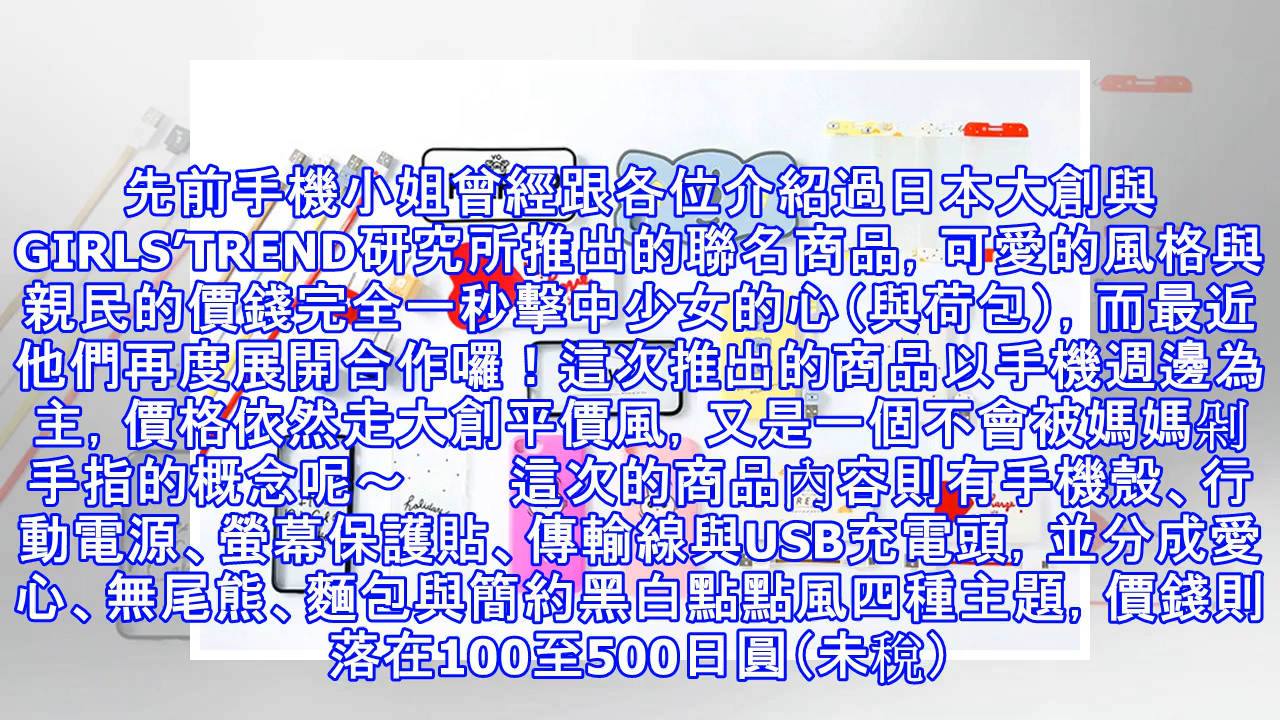 先前手機小姐曾經跟各位介紹過日本大創與
GIRLS'TREND研究所推出的聯名商品, 可愛的風格與
親民的價錢完全一秒擊中少女的心(與荷包), 而最近
他們再度展開合作囉!這次推出的商品以手機週邊為
主, 價格依然走大創平價風, 又是一個不會被媽媽剁
手指的概念呢～　　這次的商品內容則有手機殼、行
動電源、螢幕保護貼、傳輸線與USB充電頭, 並分成愛
心、無尾熊、麵包與簡約黑白點點風四種主題, 價錢則
落在100至500日圓(未稅)
holiday